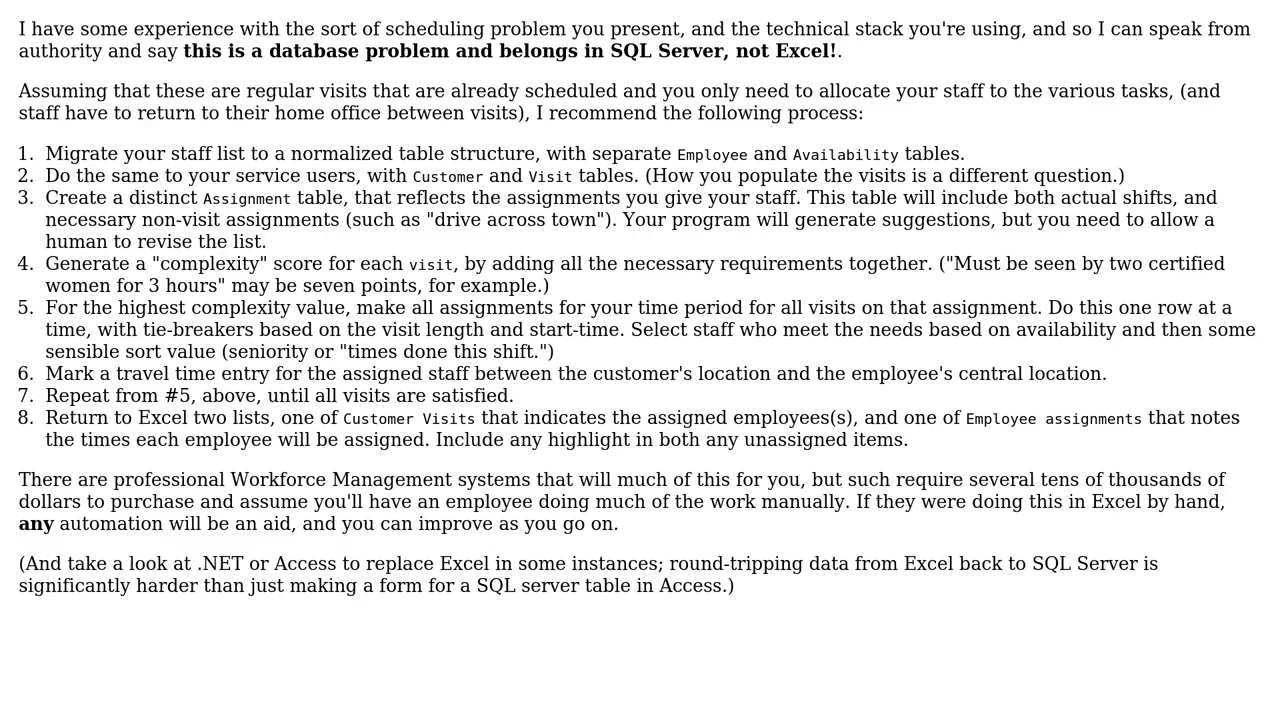 I have some experience with the sort of scheduling problem you present, and the technical stack you're using, and so I can speak from
authority and say this is a database problem and belongs in SQL Server, not Excel!.
Assuming that these are regular visits that are already scheduled and you only need to allocate your staff to the various tasks, (and
staff have to return to their home office between visits), I recommend the following process:
1. Migrate your staff list to a normalized table structure, with separate Employee and Availability tables.
2. Do the same to your service users, with Customer and Visit tables. (How you populate the visits is a different question.)
3. Create a distinct Assignment table, that reflects the assignments you give your staff. This table will include both actual shifts, and
necessary non-visit assignments (such as "drive across town"). Your program will generate suggestions, but you need to allow a
human to revise the list.
4. Generate a "complexity" score for each visit, by adding all the necessary requirements together. ("Must be seen by two certified
women for 3 hours" may be seven points, for example.)
5. For the highest complexity value, make all assignments for your time period for all visits on that assignment. Do this one row at a
time, with tie-breakers based on the visit length and start-time. Select staff who meet the needs based on availability and then some
sensible sort value (seniority or "times done this shift.")
6. Mark a travel time entry for the assigned staff between the customer's location and the employee's central location.
7. Repeat from #5, above, until all visits are satisfied.
8. Return to Excel two lists, one of Customer Visits that indicates the assigned employees(s), and one of Employee assignments that notes
the times each employee will be assigned. Include any highlight in both any unassigned items.
There are professional Workforce Management systems that will much of this for you, but such require several tens of thousands of
dollars to purchase and assume you'll have an employee doing much of the work manually. If they were doing this in Excel by hand,
any automation will be an aid, and you can improve as you go on.
(And take a look at .NET or Access to replace Excel in some instances; round-tripping data from Excel back to SQL Server is
significantly harder than just making a form for a SQL server table in Access.)